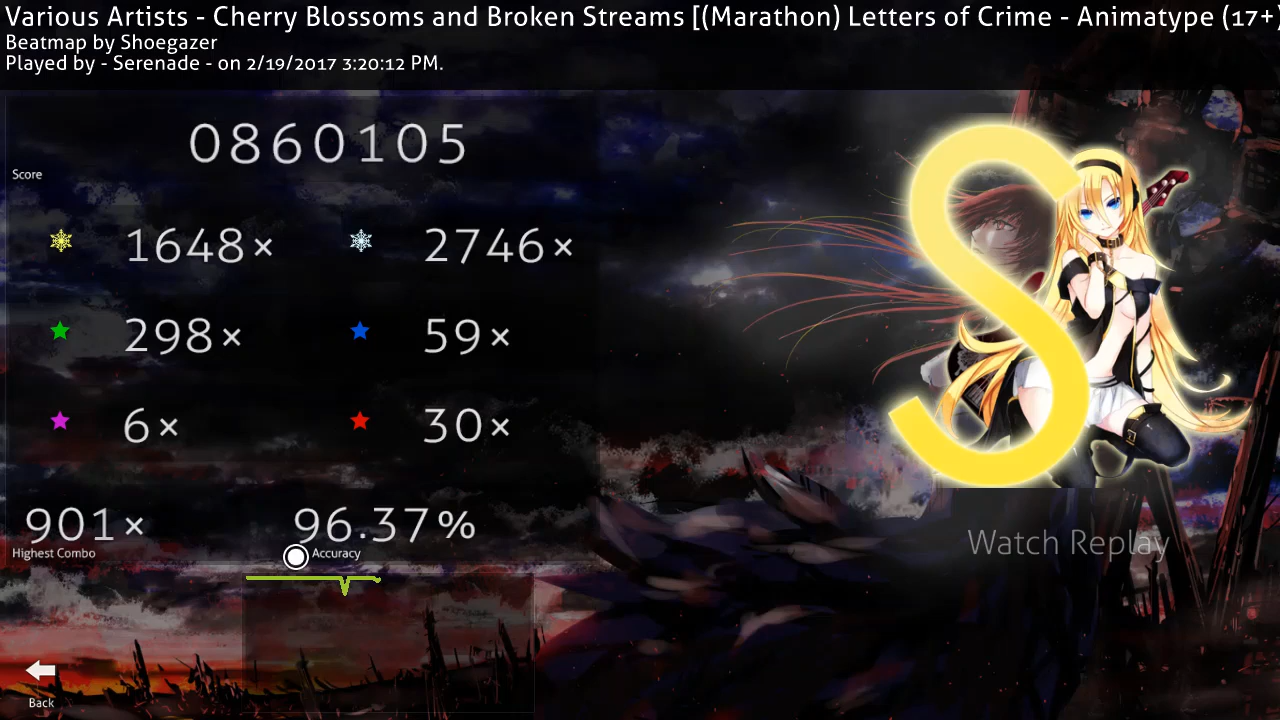 Various Artists - Cherry Blossoms and Broken Streams [(Marathon) Letters of Crime - Animatype (17+)
Beatmap by Shoegazer
Played by - Serenade - on 2/19/2017 3:20:12 PM.
0860105
Score
1648× 2746×
298× 59×
6× 30×
901× 96.37%
Highest Combo Accuracy
S
Watch Replay
Back